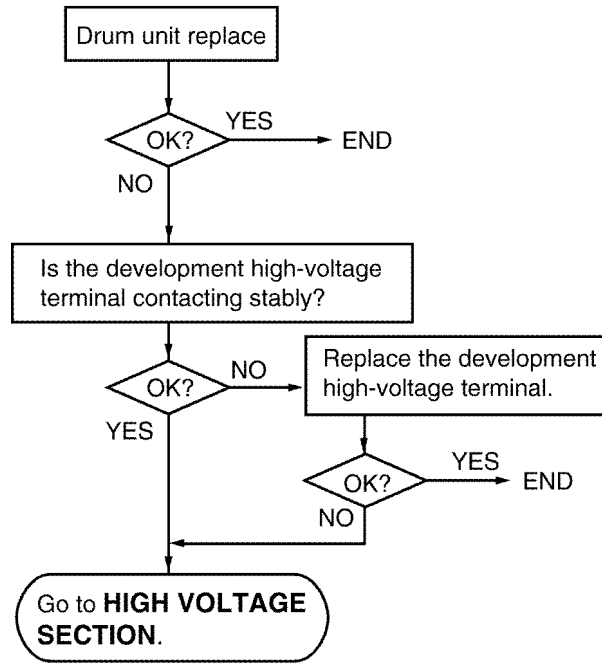 Drum unit replace
OK?
YES
END
NO
Is the development high-voltage
terminal contacting stably?
OK?
NO
Replace the development
high-voltage terminal.
YES
OK?
YES
END
NO
Go to HIGH VOLTAGE
SECTION.